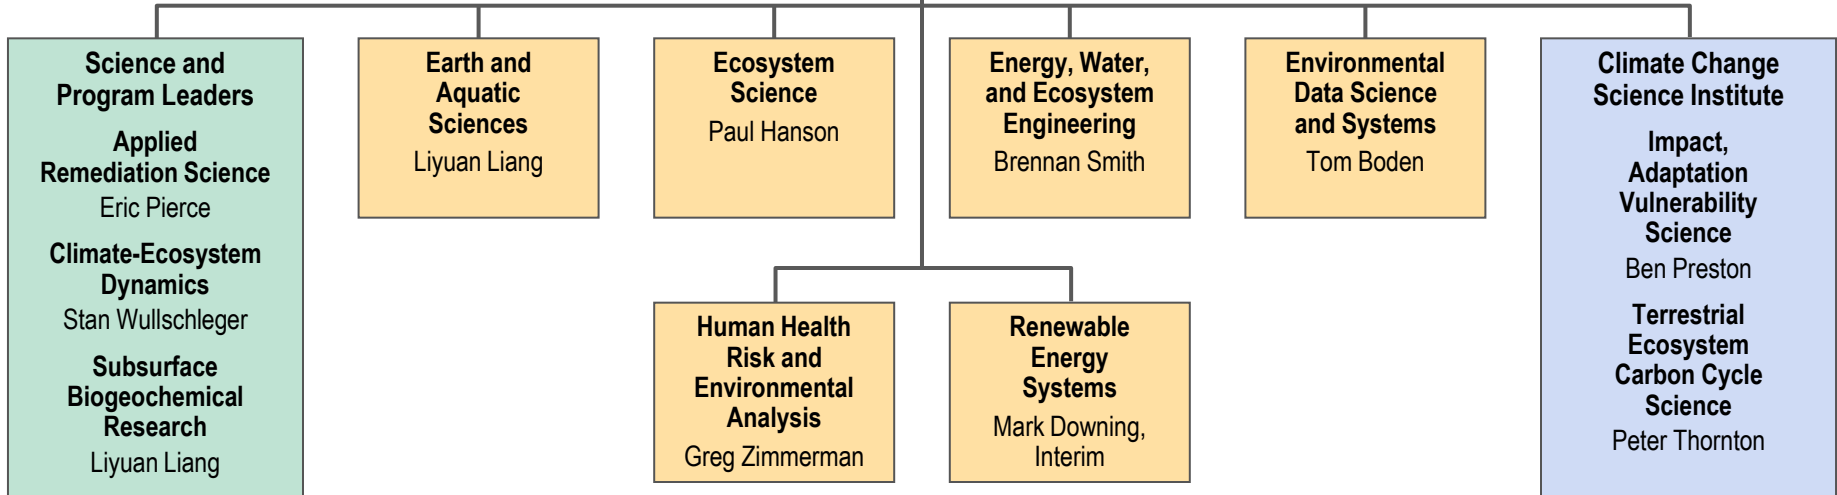 Science and
Program Leaders
Applied
Remediation Science
Eric Pierce
Climate-Ecosystem
Dynamics
Stan Wullschleger
Subsurface
Biogeochemical
Research
Liyuan Liang
Earth and
Aquatic
Sciences
Liyuan Liang
Ecosystem
Science
Paul Hanson
Energy, Water,
and Ecosystem
Engineering
Brennan Smith
Environmental
Data Science
and Systems
Tom Boden
Climate Change
Science Institute
Impact,
Adaptation
Vulnerability
Science
Ben Preston
Terrestrial
Ecosystem
Carbon Cycle
Science
Peter Thornton
Human Health
Risk and
Environmental
Analysis
Greg Zimmerman
Renewable
Energy
Systems
Mark Downing,
Interim